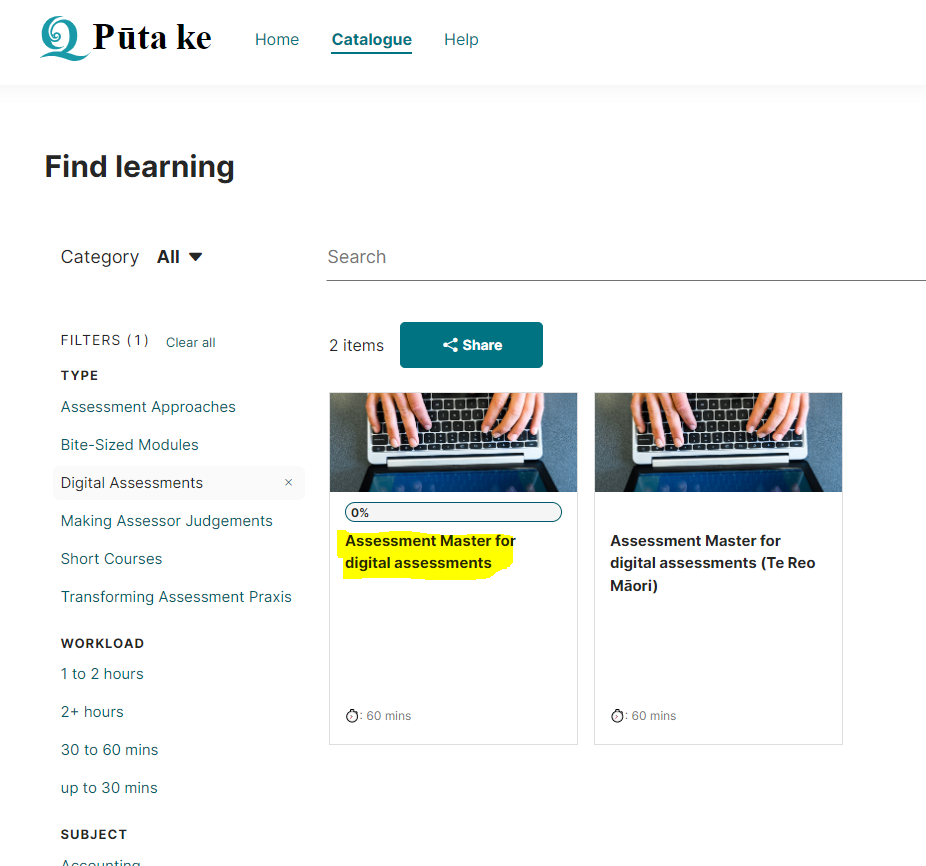 Pūta ke
Home
Catalogue
Help
Find learning
Category All
Search
FILTERS (1)
Clear all
TYPE
Assessment Approaches
Bite-Sized Modules
Digital Assessments ×
Making Assessor Judgements
Short Courses
Transforming Assessment Praxis
WORKLOAD
1 to 2 hours
2+ hours
30 to 60 mins
up to 30 mins
SUBJECT
Accounting
2 items
Share
0%
Assessment Master for
digital assessments
: 60 mins
Assessment Master for
digital assessments (Te Reo
Māori)
: 60 mins